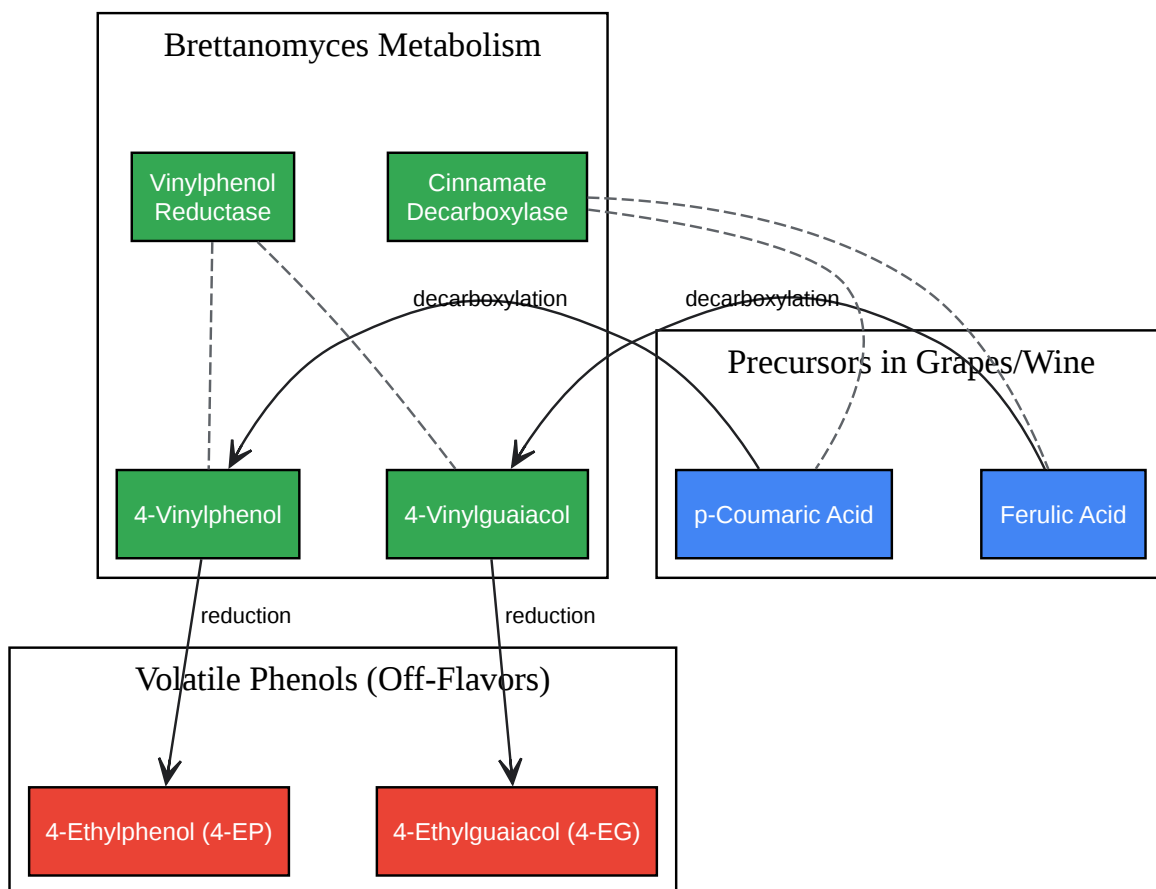 Brettanomyces Metabolism
Vinylphenol
Reductase
Cinnamate
Decarboxylase
decarboxylation
decarboxylation
Precursors in Grapes/Wine
4-Vinylphenol
4-Vinylguaiacol
p-Coumaric Acid
Ferulic Acid
reduction
reduction
Volatile Phenols (Off-Flavors)
4-Ethylphenol (4-EP)
4-Ethylguaiacol (4-EG)